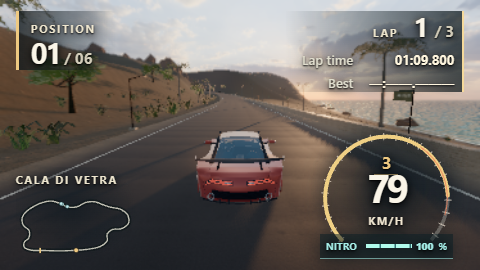 POSITION
01 / 06
LAP 1 / 3
Lap time 01:09.800
Best
CALA DI VETRA
3
79
KM/H
NITRO 100 %